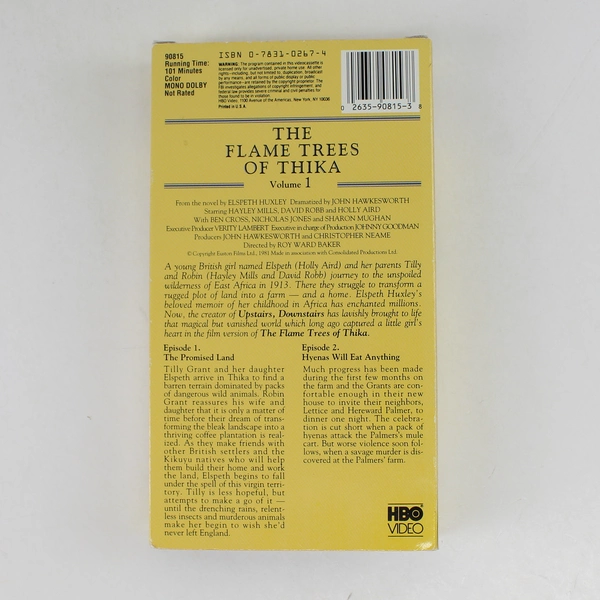 90815
Running Time:
101 Minutes
Color
MONO DOLBY
Not Rated
ISBN 0-7831-0267-4
WARNING: The copyright proprietor of the program contained in this videocassette is
licensed only for unadvertised, private home use. All other
rights—including, but not limited to, duplication, broadcast
by any means, and all forms of public display or public
performance—are retained by the copyright proprietor. The
FBI investigates allegations of copyright infringement, and
federal law provides severe criminal and civil penalties for
those found to be in violation.
HBO Video, 1100 Avenue of the Americas, New York, NY 10036
Printed in U.S.A.
0 2635-90815-3 8
THE
FLAME TREES
OF THIKA
Volume 1
From the novel by ELSPETH HUXLEY Dramatized by JOHN HAWKESWORTH
Starring HAYLEY MILLS, DAVID ROBB and HOLLY AIRD
With BEN CROSS, NICHOLAS JONES and SHARON MUGHAN
Executive Producer VERITY LAMBERT Executive in charge of Production JOHNNY GOODMAN
Producers JOHN HAWKESWORTH and CHRISTOPHER NEAME
Directed by ROY WARD BAKER
© Copyright Euston Films Ltd., 1981 Made in association with Consolidated Productions Ltd.
A young British girl named Elspeth (Holly Aird) and her parents Tilly
and Robin (Hayley Mills and David Robb) journey to the unspoiled
wilderness of East Africa in 1913. There they struggle to transform a
rugged plot of land into a farm — and a home. Elspeth Huxley's
beloved memoir of her childhood in Africa has enchanted millions.
Now, the creator of Upstairs, Downstairs has lavishly brought to life
that magical but vanished world which long ago captured a little girl's
heart in the film version of The Flame Trees of Thika.
Episode 1.
The Promised Land
Tilly Grant and her daughter
Elspeth arrive in Thika to find a
barren terrain dominated by packs
of dangerous wild animals. Robin
Grant reassures his wife and
daughter that it is only a matter of
time before their dream of trans-
forming the bleak landscape into a
thriving coffee plantation is real-
ized. As they make friends with
other British settlers and the
Kikuyu natives who will help
them build their home and work
the land, Elspeth begins to fall
under the spell of this virgin terri-
tory. Tilly is less hopeful, but
attempts to make a go of it —
until the drenching rains, relent-
less insects and murderous animals
make her begin to wish she'd
never left England.
Episode 2.
Hyenas Will Eat Anything
Much progress has been made
during the first few months on
the farm and the Grants are com-
fortable enough in their new
house to invite their neighbors,
Lettice and Hereward Palmer, to
dinner one night. The celebra-
tion is cut short when a pack of
hyenas attack the Palmers's mule
cart. But worse violence soon fol-
lows, when a savage murder is dis-
covered at the Palmers' farm.
HBO
VIDEO